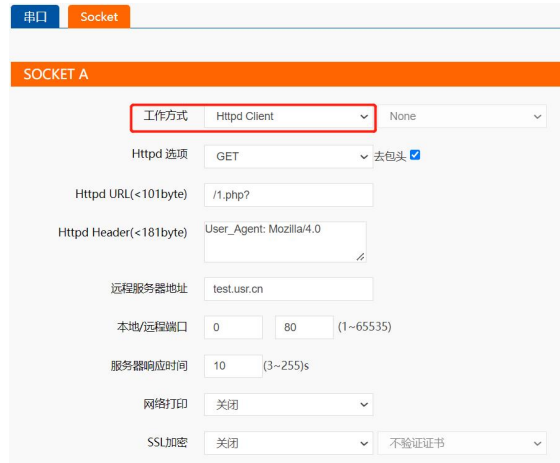 串口 Socket
SOCKET A
工作方式 Httpd Client None
Httpd 选项 GET 去包头
Httpd URL(<101byte) /1.php?
Httpd Header(<181byte) User_Agent: Mozilla/4.0
远程服务器地址 test.usr.cn
本地/远程端口 0 80 (1~65535)
服务器响应时间 10 (3~255)s
网络打印 关闭
SSL加密 关闭 不验证证书